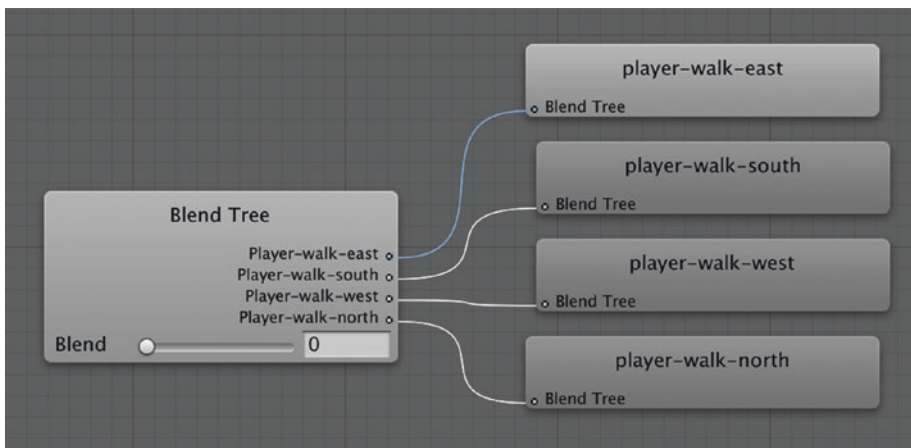 Blend Tree
Player-walk-east
Player-walk-south
Player-walk-west
Player-walk-north
Blend
0
player-walk-east
Blend Tree
player-walk-south
Blend Tree
player-walk-west
Blend Tree
player-walk-north
Blend Tree